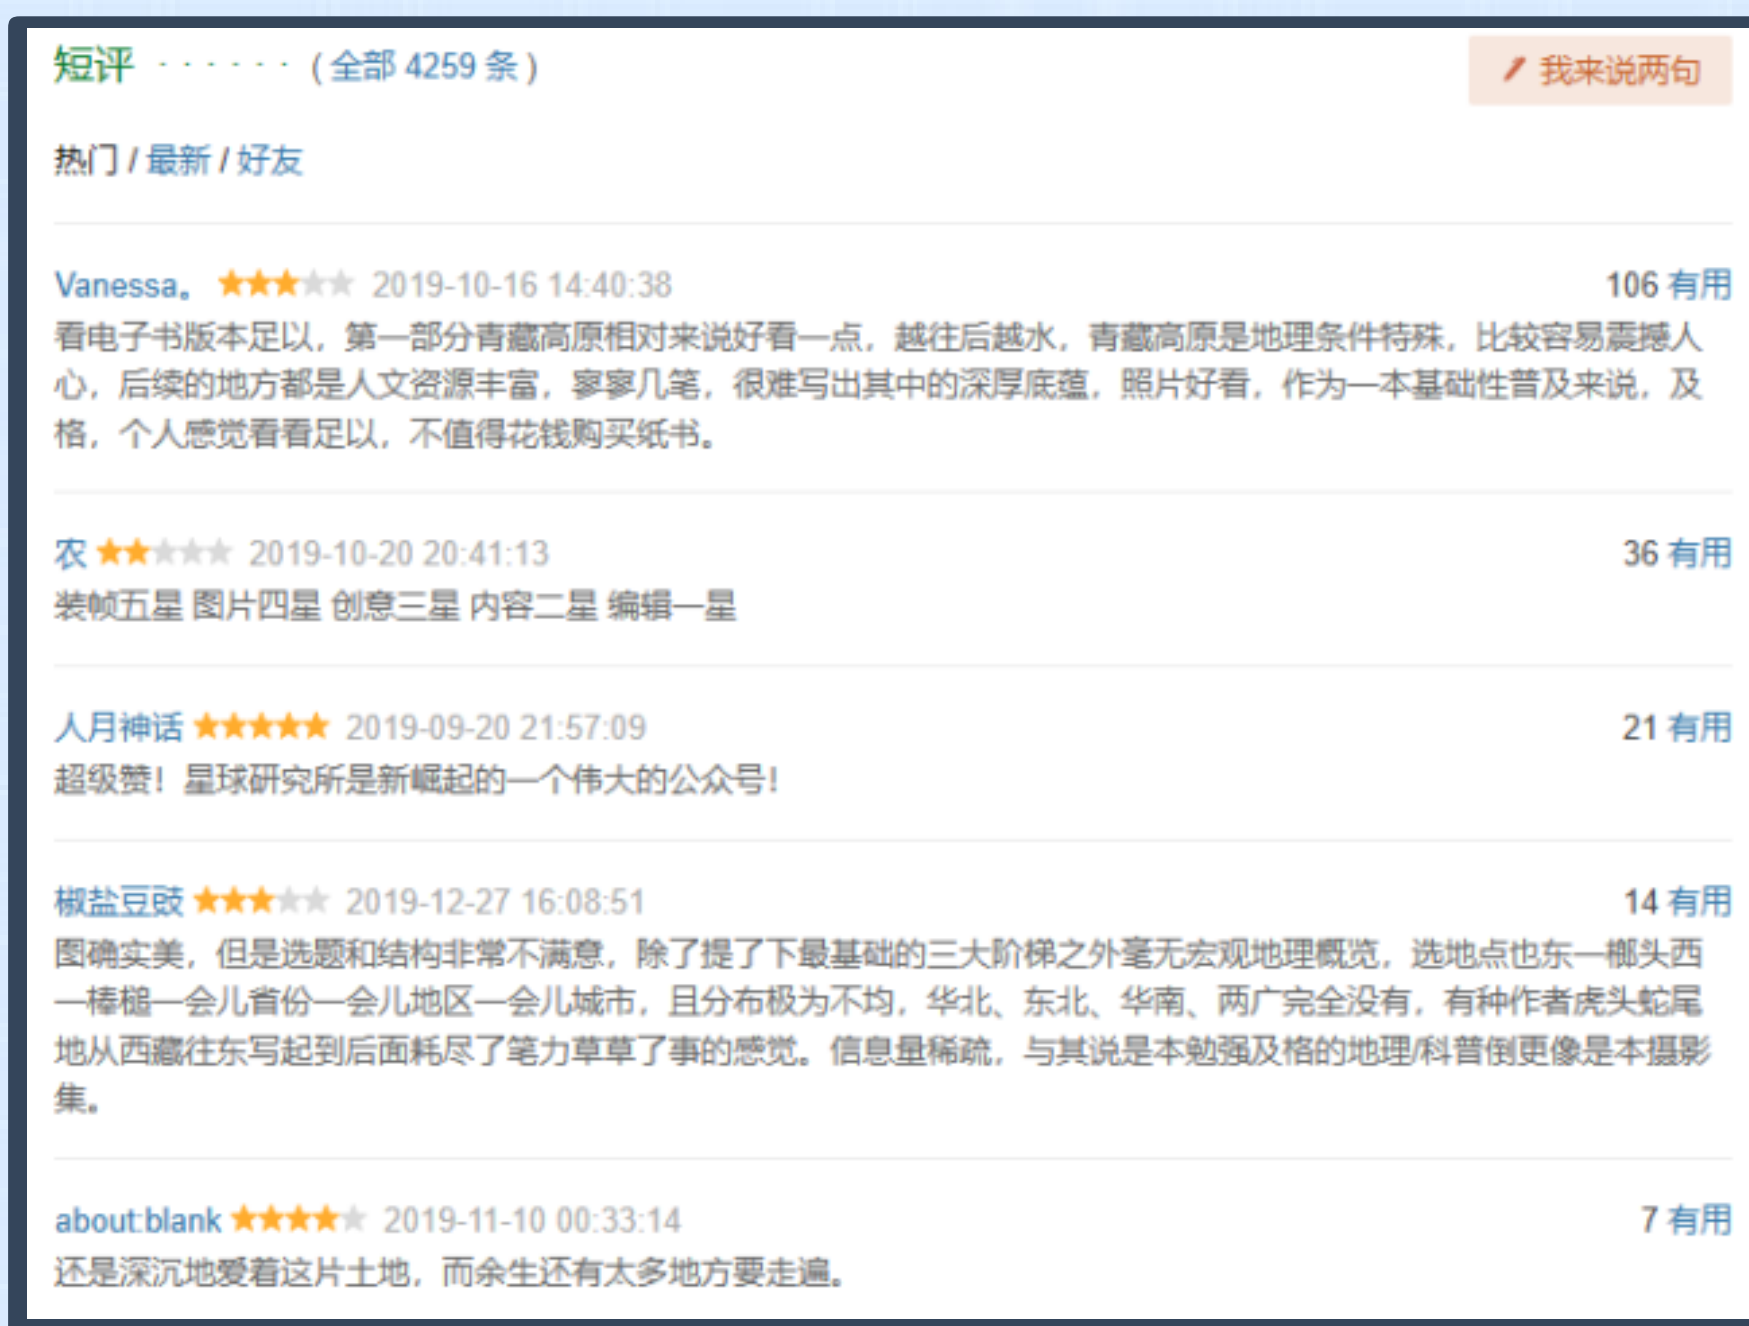 短评 · · · · · · ( 全部 4259 条 )
我来说两句
热门 / 最新 / 好友
Vanessa。 2019-10-16 14:40:38 106 有用
看电子书版本足以，第一部分青藏高原相对来说好看一点，越往后越水，青藏高原是地理条件特殊，比较容易震撼人
心，后续的地方都是人文资源丰富，寥寥几笔，很难写出其中的深厚底蕴，照片好看，作为一本基础性普及来说，及
格，个人感觉看看足以，不值得花钱购买纸书。
农 2019-10-20 20:41:13 36 有用
装帧五星 图片四星 创意三星 内容二星 编辑一星
人月神话 2019-09-20 21:57:09 21 有用
超级赞！星球研究所是新崛起的一个伟大的公众号！
椒盐豆豉 2019-12-27 16:08:51 14 有用
图确实美，但是选题和结构非常不满意，除了提了下最基础的三大阶梯之外毫无宏观地理概览，选地点也东一榔头西
一棒槌一会儿省份一会儿地区一会儿城市，且分布极为不均，华北、东北、华南、两广完全没有，有种作者虎头蛇尾
地从西藏往东写起到后面耗尽了笔力草草了事的感觉。信息量稀疏，与其说是本勉强及格的地理/科普倒更像是本摄影
集。
about:blank 2019-11-10 00:33:14 7 有用
还是深沉地爱着这片土地，而余生还有太多地方要走遍。